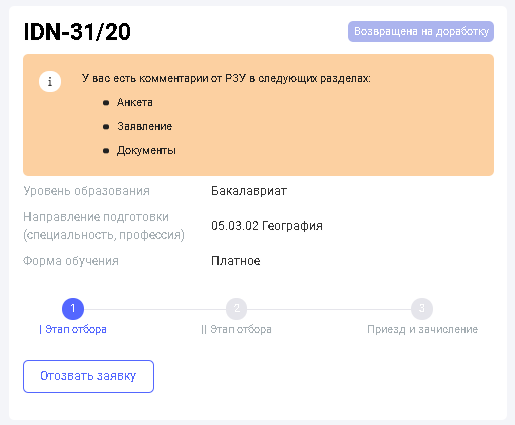 IDN-31/20
Возвращена на доработку
i
У вас есть комментарии от РЗУ в следующих разделах:
Анкета
Заявление
Документы
Уровень образования Бакалавриат
Направление подготовки
(специальность, профессия) 05.03.02 География
Форма обучения Платное
1 2 3
I Этап отбора II Этап отбора Приезд и зачисление
Отозвать заявку